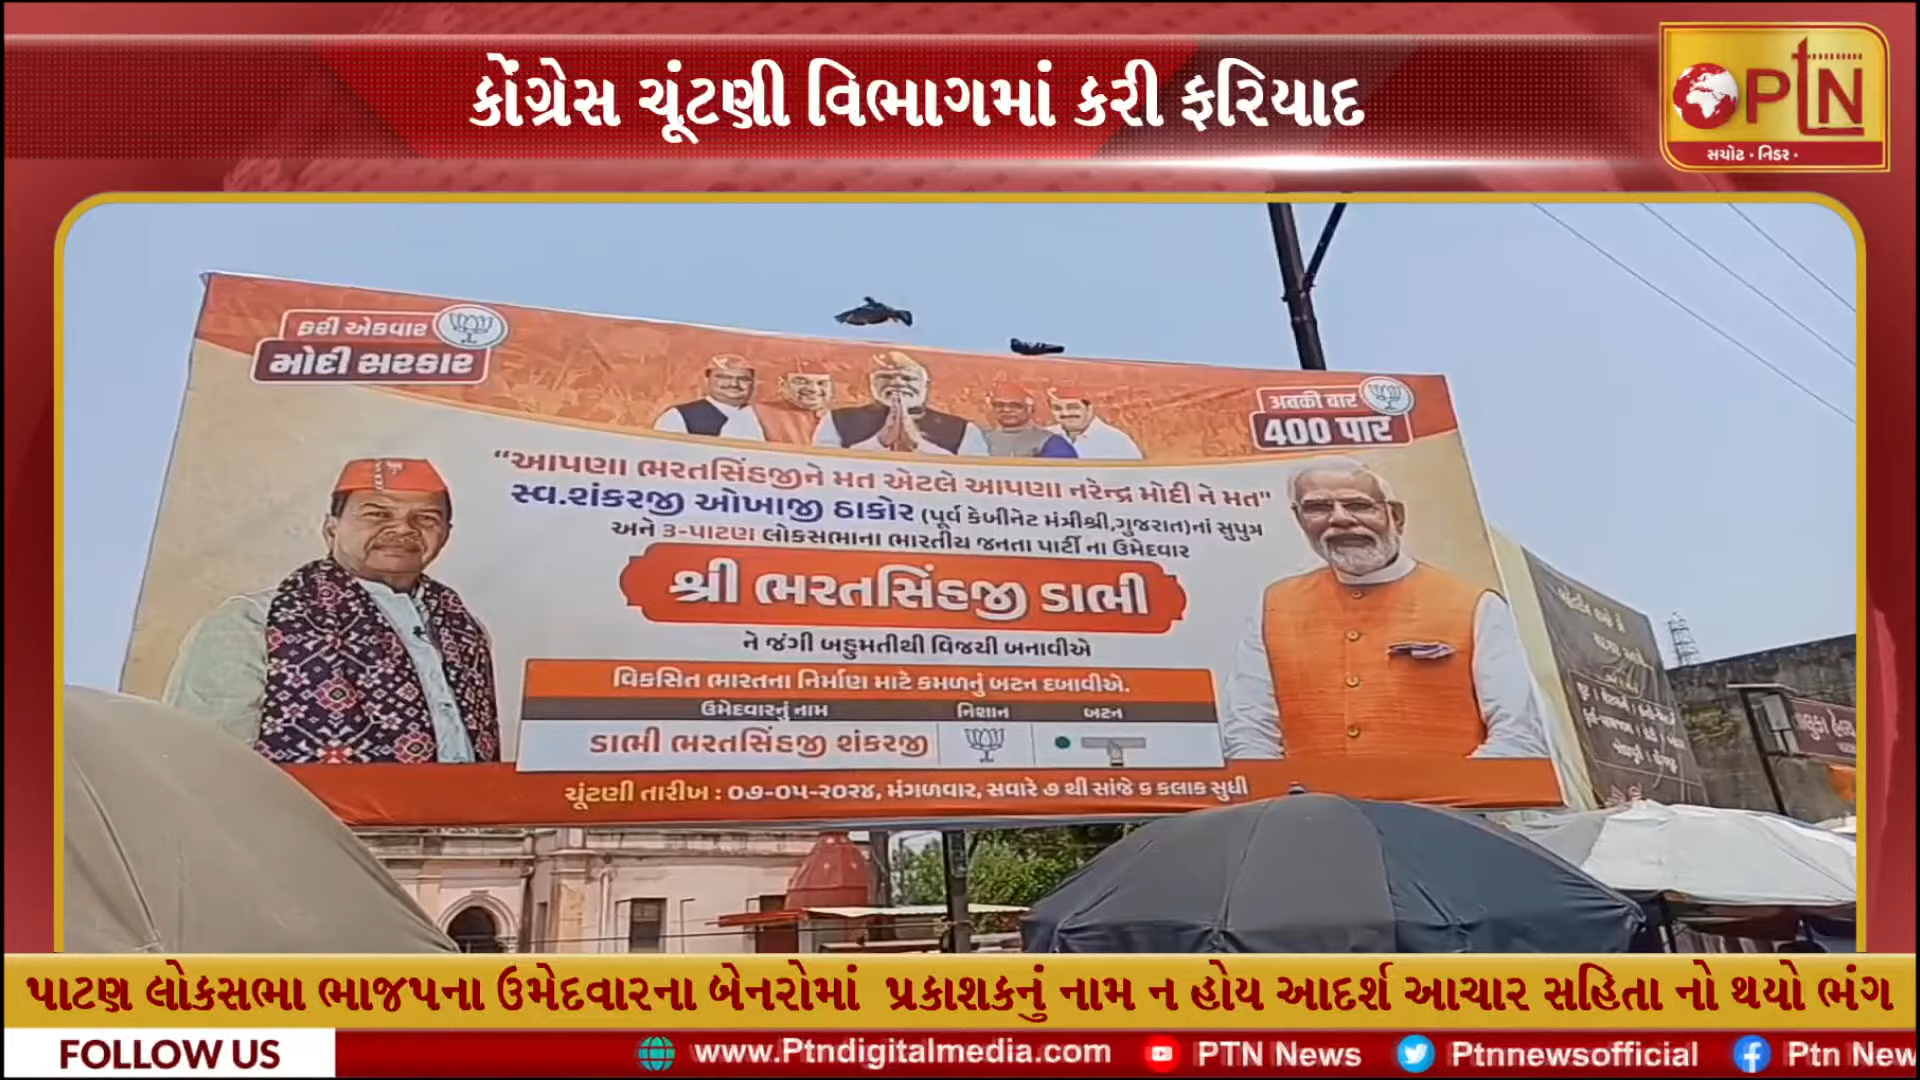 કોંગ્રેસ ચૂંટણી વિભાગમાં કરી ફરિયાદ
PTN
સચોટ • નિડર •
ફરી એકવાર
મોદી સરકાર
અબકી વાર
400 પાર
"આપણા ભરતસિંહજીને મત એટલે આપણા નરેન્દ્ર મોદી ને મત"
સ્વ.શંકરજી ઓખાજી ઠાકોર (પૂર્વ કેબીનેટ મંત્રીશ્રી,ગુજરાત)નાં સુપુત્ર
અને ૩-પાટણ લોકસભાના ભારતીય જનતા પાર્ટી ના ઉમેદવાર
શ્રી ભરતસિંહજી ડાભી
ને જંગી બહુમતીથી વિજયી બનાવીએ
વિકસિત ભારતના નિર્માણ માટે કમળનું બટન દબાવીએ.
ઉમેદવારનું નામ નિશાન બટન
ડાભી ભરતસિંહજી શંકરજી
ચૂંટણી તારીખ : ૦૭-૦૫-૨૦૨૪, મંગળવાર, સવારે ૭ થી સાંજે ૬ કલાક સુધી
પાટણ લોકસભા ભાજપના ઉમેદવારના બેનરોમાં પ્રકાશકનું નામ ન હોય આદર્શ આચાર સહિતા નો થયો ભંગ
FOLLOW US
www.Ptndigitalmedia.com
PTN News
Ptnnewsofficial
Ptn New